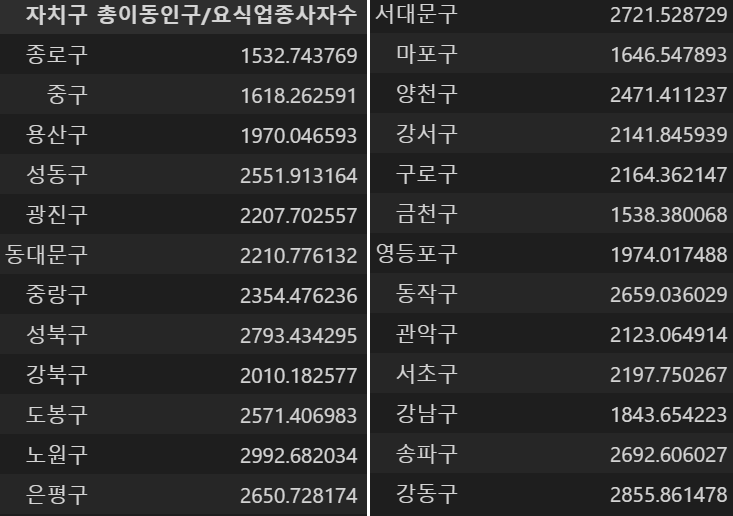 자치구 총이동인구/요식업종사자수
종로구 1532.743769
중구 1618.262591
용산구 1970.046593
성동구 2551.913164
광진구 2207.702557
동대문구 2210.776132
중랑구 2354.476236
성북구 2793.434295
강북구 2010.182577
도봉구 2571.406983
노원구 2992.682034
은평구 2650.728174
서대문구 2721.528729
마포구 1646.547893
양천구 2471.411237
강서구 2141.845939
구로구 2164.362147
금천구 1538.380068
영등포구 1974.017488
동작구 2659.036029
관악구 2123.064914
서초구 2197.750267
강남구 1843.654223
송파구 2692.606027
강동구 2855.861478